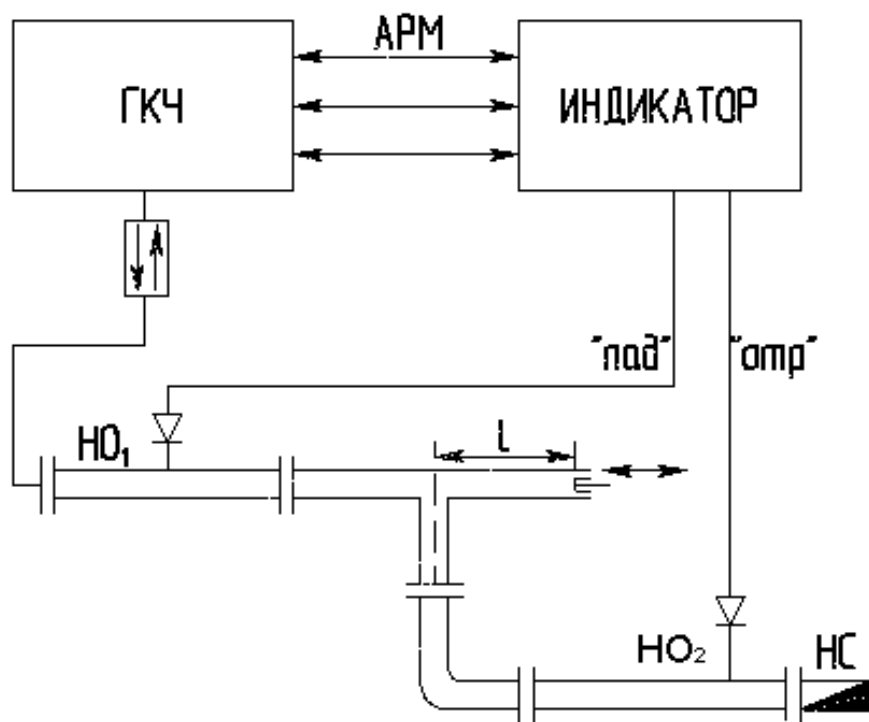 АРМ
ГКЧ
ИНДИКАТОР
"пад"
"отр"
НО₁
l
НО₂
НС